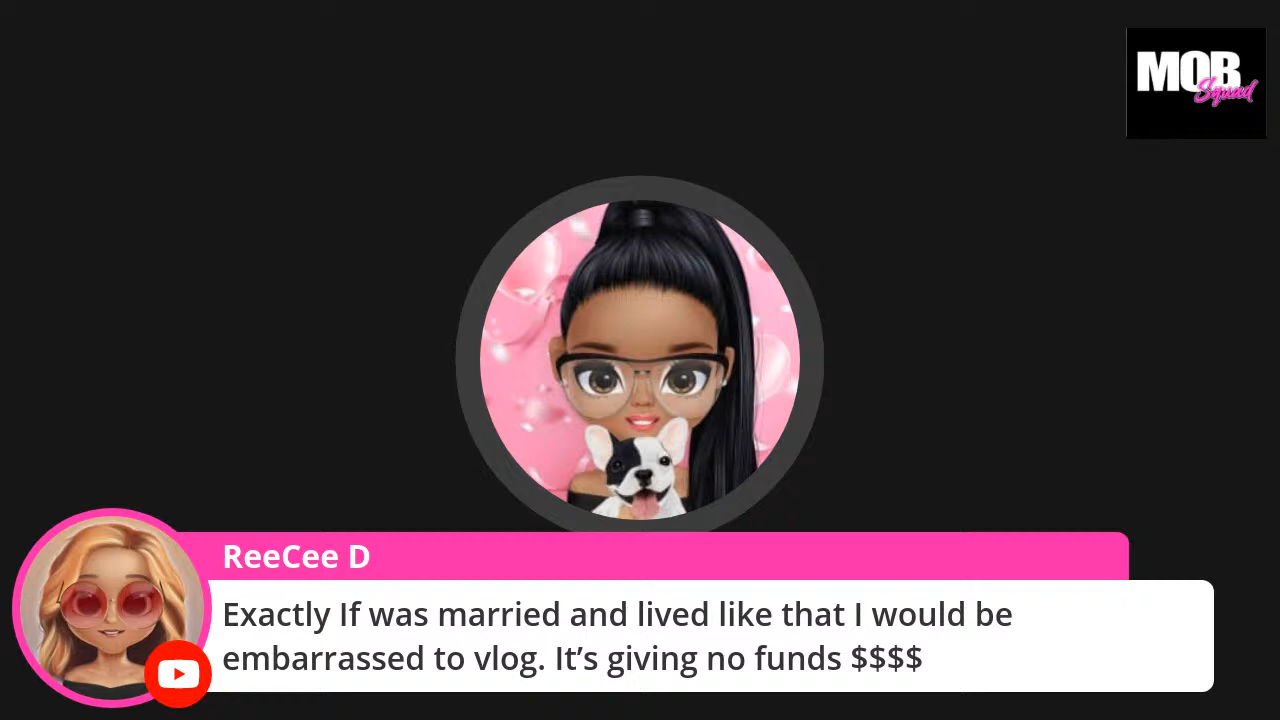 MOB
Squad
ReeCee D
Exactly If was married and lived like that I would be
embarrassed to vlog. It’s giving no funds $$$$